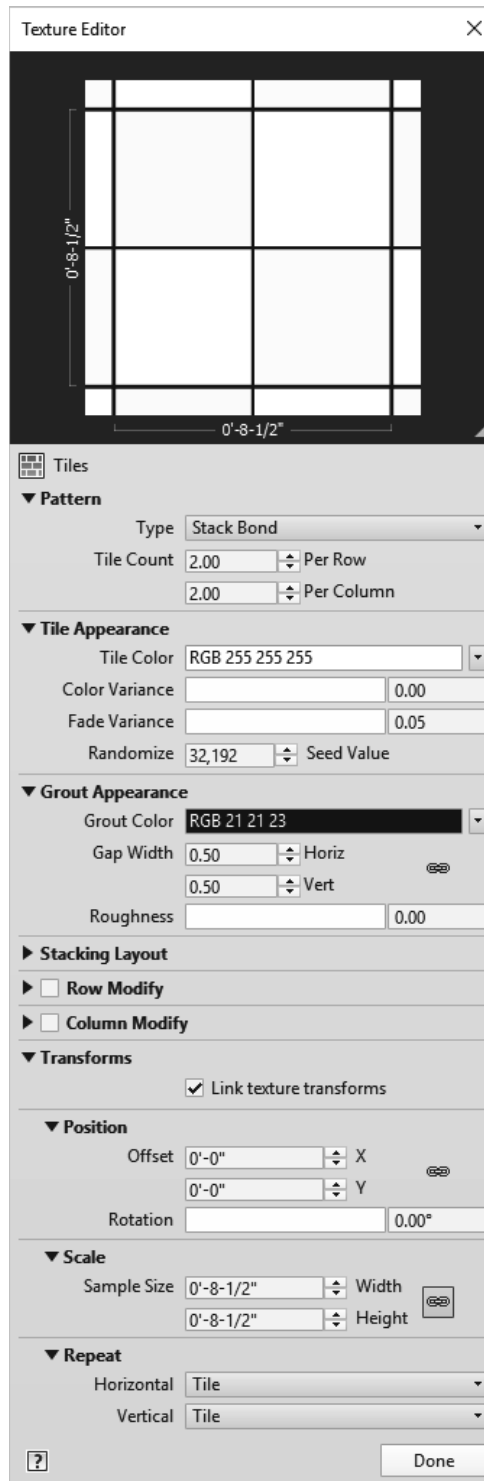 Texture Editor
0'-8-1/2"
0'-8-1/2"
Tiles
Pattern
Type Stack Bond
Tile Count 2.00 Per Row
2.00 Per Column
Tile Appearance
Tile Color RGB 255 255 255
Color Variance 0.00
Fade Variance 0.05
Randomize 32,192 Seed Value
Grout Appearance
Grout Color RGB 21 21 23
Gap Width 0.50 Horiz
0.50 Vert
Roughness 0.00
Stacking Layout
Row Modify
Column Modify
Transforms
Link texture transforms
Position
Offset 0'-0" X
0'-0" Y
Rotation 0.00°
Scale
Sample Size 0'-8-1/2" Width
0'-8-1/2" Height
Repeat
Horizontal Tile
Vertical Tile
? Done